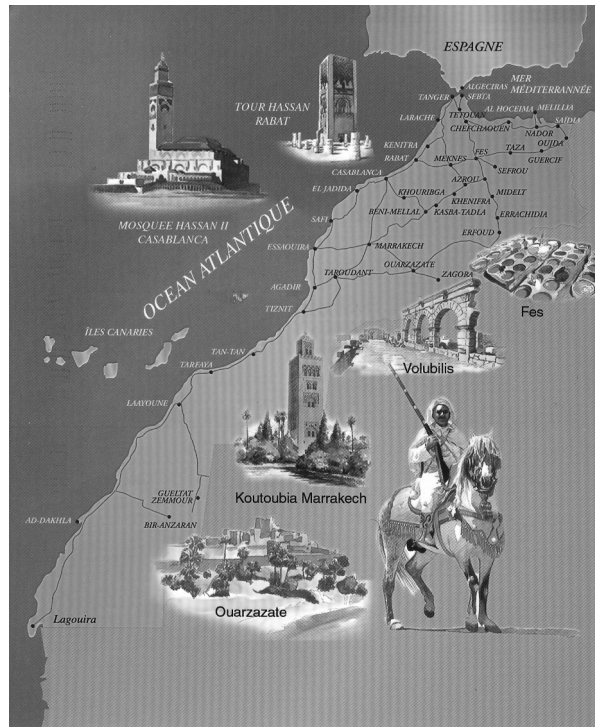 ESPAGNE
ALGECIRAS
SEBTA
MER
MÉDITERRANNÉE
TANGER
AL HOCEIMA
MELILLIA
TETOUAN
SAIDIA
LARACHE
CHEFCHAOUEN
NADOR
OUJDA
TOUR HASSAN
RABAT
KENITRA
TAZA
FES
RABAT
MEKNES
GUERCIF
SEFROU
CASABLANCA
AZROU
EL JADIDA
KHOURIBGA
MIDELT
KHENIFRA
BENI-MELLAL
KASBA-TADLA
SAFI
ERRACHIDIA
MOSQUEE HASSAN II
CASABLANCA
ERFOUD
OCEAN ATLANTIQUE
ESSAOUIRA
MARRAKECH
OUARZAZATE
TAROUDANT
ZAGORA
AGADIR
TIZNIT
Fes
ÎLES CANARIES
TAN-TAN
TARFAYA
Volubilis
LAAYOUNE
GUELTAT
ZEMMOUR
Koutoubia Marrakech
AD-DAKHLA
BIR-ANZARAN
Ouarzazate
Lagouira